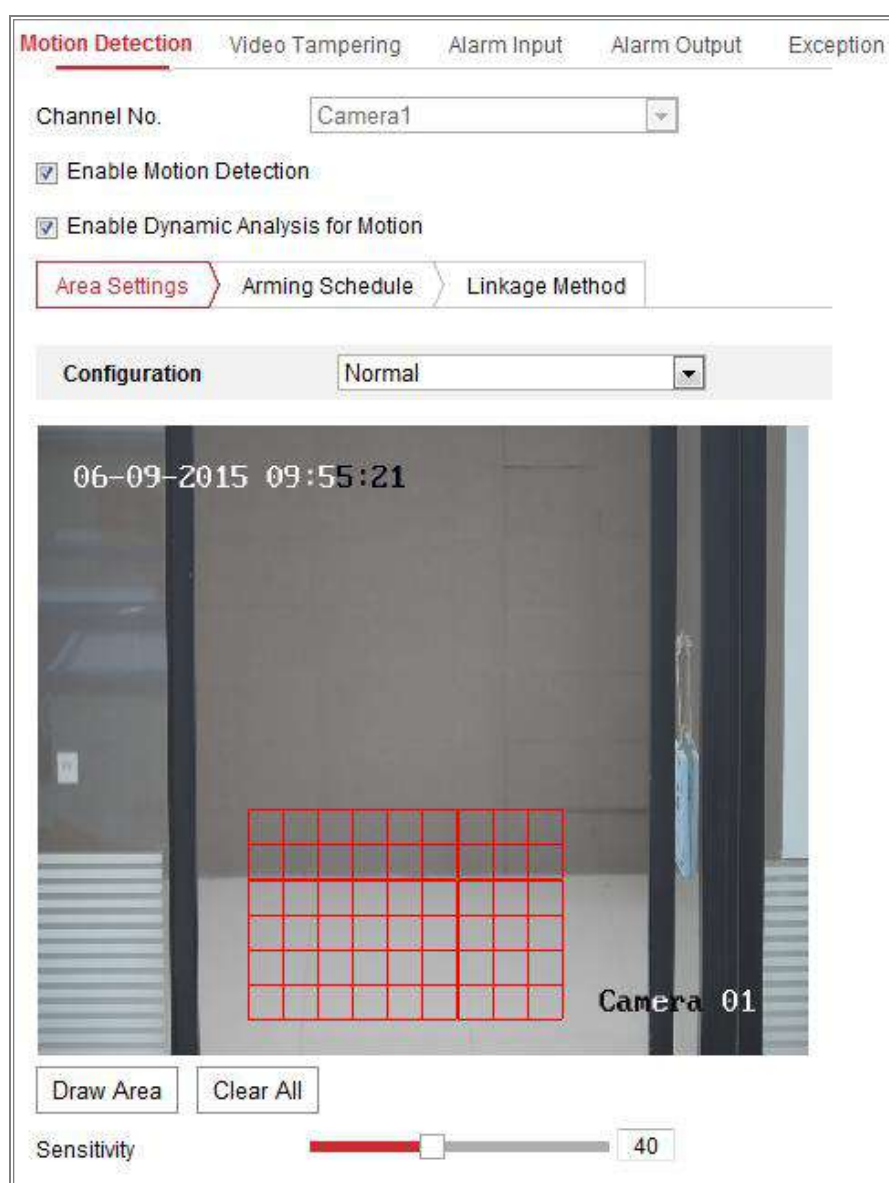 Motion Detection Video Tampering Alarm Input Alarm Output Exception
Channel No. Camera1
Enable Motion Detection
Enable Dynamic Analysis for Motion
Area Settings Arming Schedule Linkage Method
Configuration Normal
06-09-2015 09:55:21
Camera 01
Draw Area Clear All
Sensitivity 40